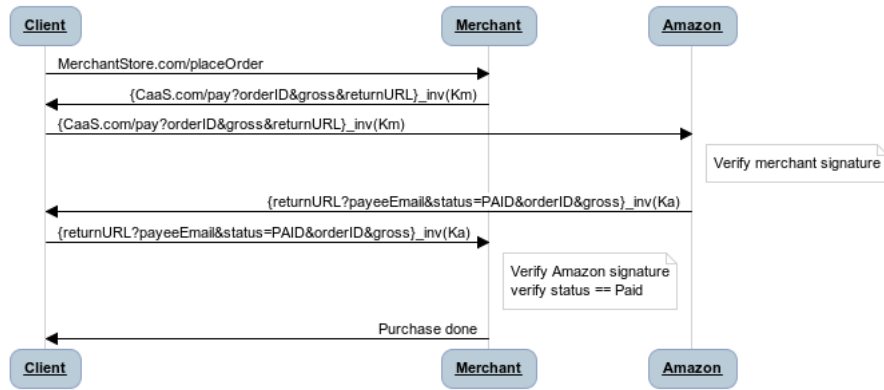 Client
Merchant
Amazon
MerchantStore.com/placeOrder
{CaaS.com/pay?orderID&gross&returnURL}_inv(Km)
{CaaS.com/pay?orderID&gross&returnURL}_inv(Km)
Verify merchant signature
{returnURL?payeeEmail&status=PAID&orderID&gross}_inv(Ka)
{returnURL?payeeEmail&status=PAID&orderID&gross}_inv(Ka)
Verify Amazon signature
verify status == Paid
Purchase done
Client
Merchant
Amazon